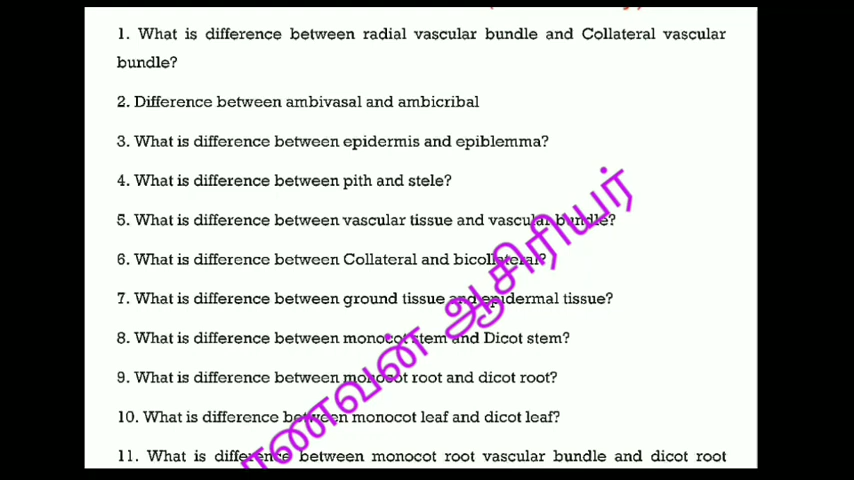 1. What is difference between radial vascular bundle and Collateral vascular
bundle?
2. Difference between ambivasal and ambicribal
3. What is difference between epidermis and epiblemma?
4. What is difference between pith and stele?
5. What is difference between vascular tissue and vascular bundle?
6. What is difference between Collateral and bicollateral?
7. What is difference between ground tissue and epidermal tissue?
8. What is difference between monocot stem and Dicot stem?
9. What is difference between monocot root and dicot root?
10. What is difference between monocot leaf and dicot leaf?
11. What is difference between monocot root vascular bundle and dicot root
ஆசிரியர்